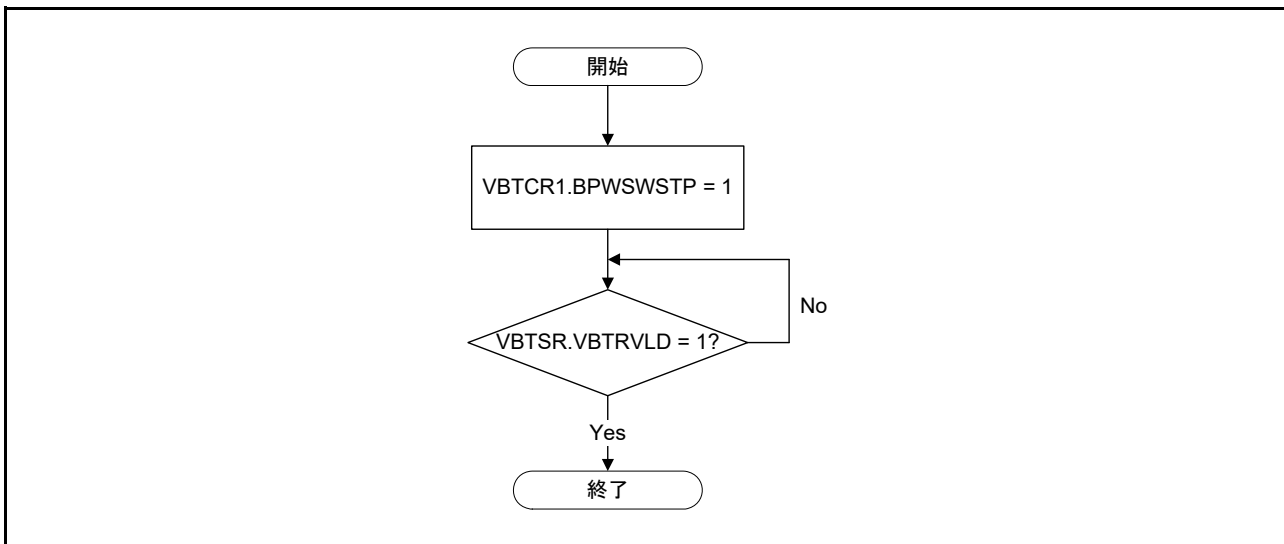 開始
VBTCR1.BPWSWSTP = 1
VBTSR.VBTRVLD = 1?
No
Yes
終了